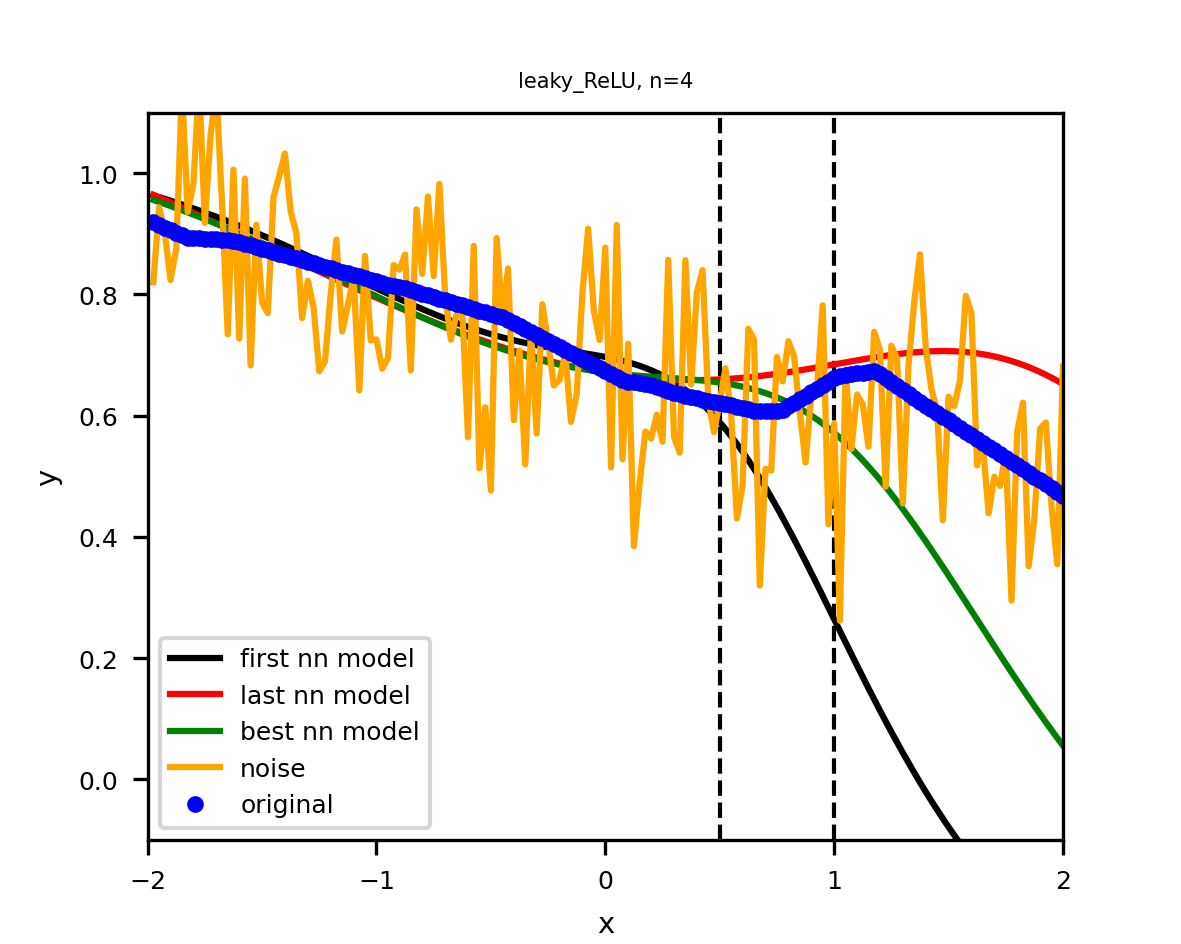 leaky_ReLU, n=4
y
1.0
0.8
0.6
0.4
0.2
0.0
first nn model
last nn model
best nn model
noise
original
−2
−1
0
1
2
x